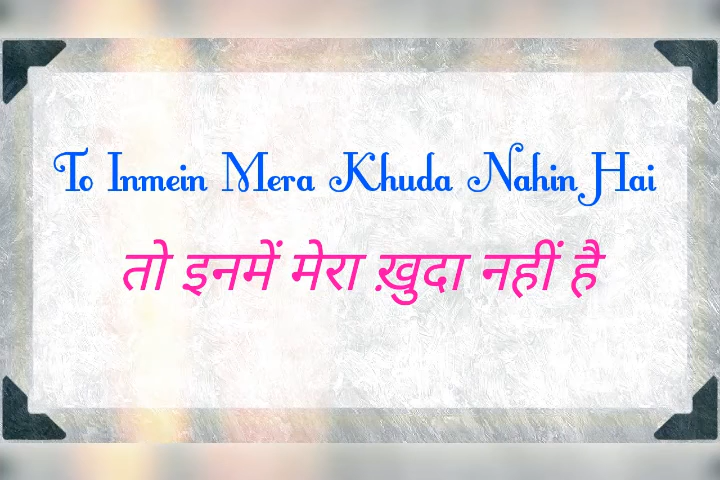 To Inmein Mera Khuda Nahin Hai
तो इनमें मेरा ख़ुदा नहीं है